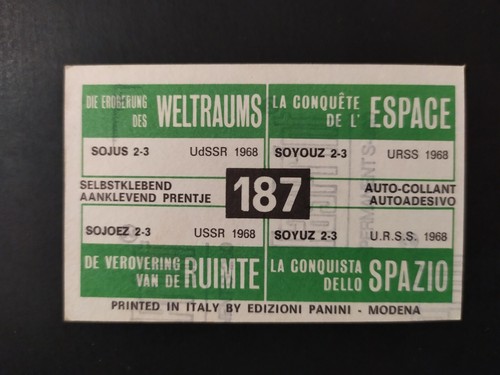 DIE EROBERUNG DES WELTRAUMS
LA CONQUÊTE DE L' ESPACE
SOJUS 2-3 UdSSR 1968
SOYOUZ 2-3 URSS 1968
SELBSTKLEBEND
AANKLEVEND PRENTJE
187
AUTO-COLLANT
AUTOADESIVO
SOJOEZ 2-3 USSR 1968
SOYUZ 2-3 U.R.S.S. 1968
DE VEROVERING VAN DE RUIMTE
LA CONQUISTA DELLO SPAZIO
PRINTED IN ITALY BY EDIZIONI PANINI - MODENA